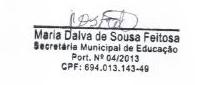 Maria Dalva de Sousa Feitosa
Secretária Municipal de Educação
Port. Nº 04/2013
CPF: 694.013.143-49